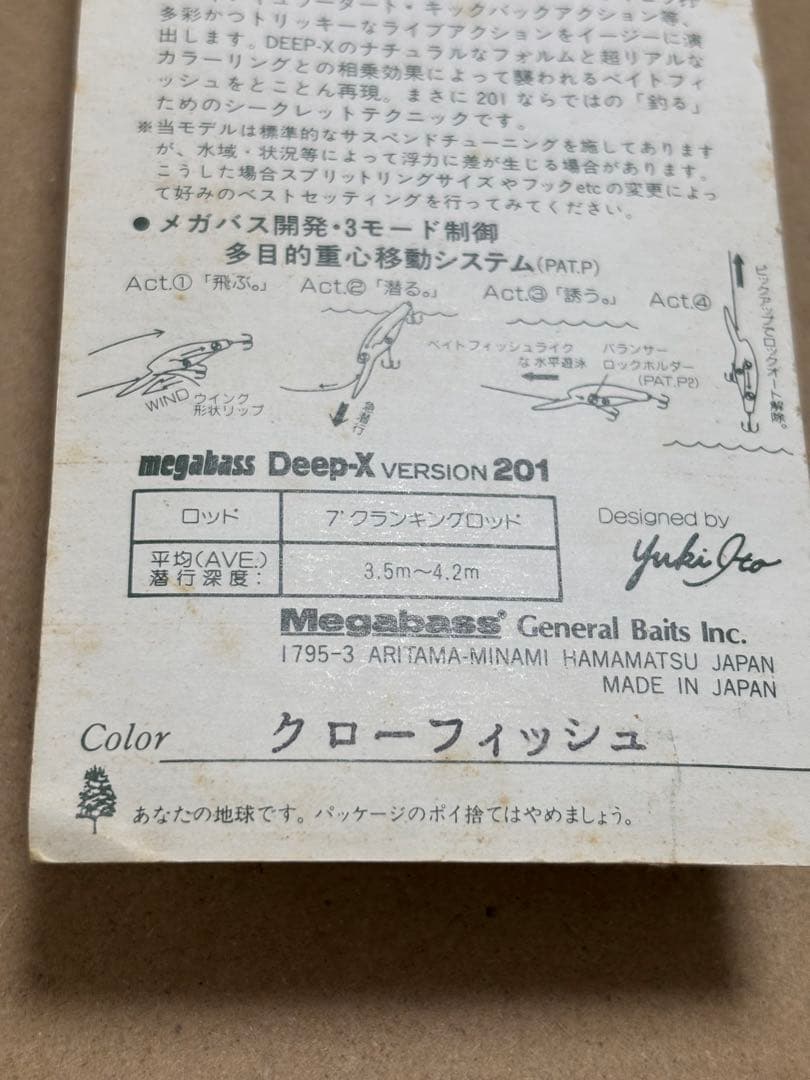 多彩かつトリッキーなライブアクションをイージーに演
出します。DEEP-Xのナチュラルなフォルムと超リアルな
カラーリングとの相乗効果によって襲われるベイトフィ
ッシュをとことん再現。まさに201ならではの「釣る」
ためのシークレットテクニックです。
※当モデルは標準的なサスペンドチューニングを施してあります
が、水域・状況等によって浮力に差が生じる場合があります。
こうした場合スプリットリングサイズやフックetcの変更によっ
て好みのベストセッティングを行ってみてください。
●メガバス開発・3モード制御
多目的重心移動システム(PAT.P)
Act.①「飛ぶ。」
WIND
ウイング
形状リップ
Act.②「潜る。」
急潜行
Act.③「誘う。」
ベイトフィッシュライク
な水平遊泳
バランサー
ロックホルダー
(PAT.P2)
Act.④
ピックアップでロックオーム解除。
megabass Deep-X VERSION 201
ロッド 7'クランキングロッド
平均(AVE.)
潜行深度: 3.5m〜4.2m
Designed by
Yuki Ito
Megabass® General Baits Inc.
1795-3 ARITAMA-MINAMI HAMAMATSU JAPAN
MADE IN JAPAN
Color クローフィッシュ
あなたの地球です。パッケージのポイ捨てはやめましょう。